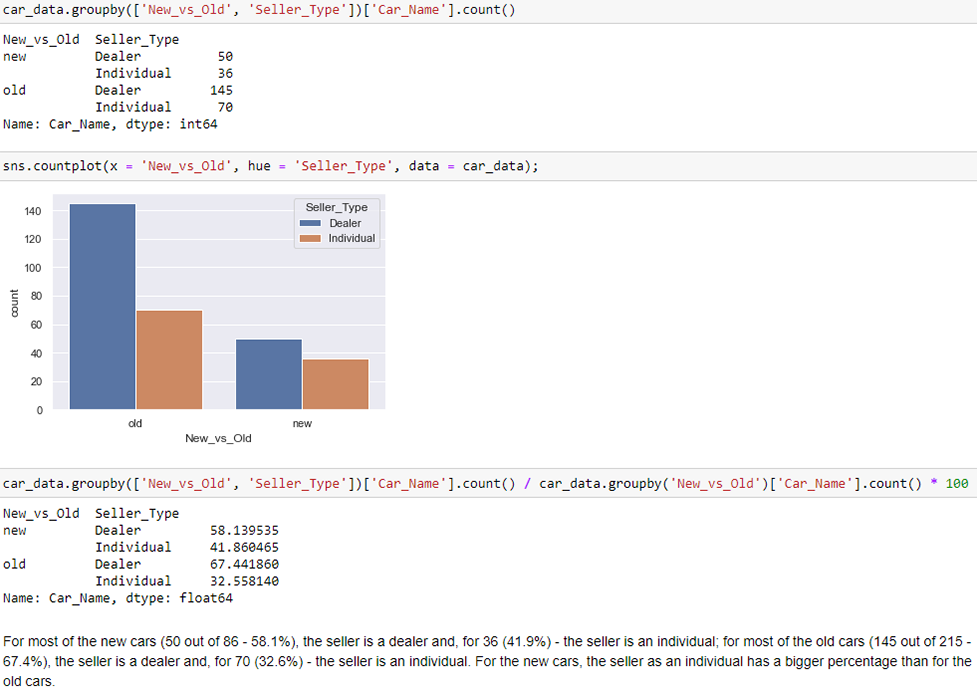 car_data.groupby(['New_vs_Old', 'Seller_Type'])['Car_Name'].count()
New_vs_Old  Seller_Type
new         Dealer          50
            Individual      36
old         Dealer         145
            Individual      70
Name: Car_Name, dtype: int64
sns.countplot(x = 'New_vs_Old', hue = 'Seller_Type', data = car_data);
Seller_Type
Dealer
Individual
140
120
100
80
60
40
20
0
count
old new
New_vs_Old
car_data.groupby(['New_vs_Old', 'Seller_Type'])['Car_Name'].count() / car_data.groupby('New_vs_Old')['Car_Name'].count() * 100
New_vs_Old  Seller_Type
new         Dealer         58.139535
            Individual     41.860465
old         Dealer         67.441860
            Individual     32.558140
Name: Car_Name, dtype: float64
For most of the new cars (50 out of 86 - 58.1%), the seller is a dealer and, for 36 (41.9%) - the seller is an individual; for most of the old cars (145 out of 215 -
67.4%), the seller is a dealer and, for 70 (32.6%) - the seller is an individual. For the new cars, the seller as an individual has a bigger percentage than for the
old cars.